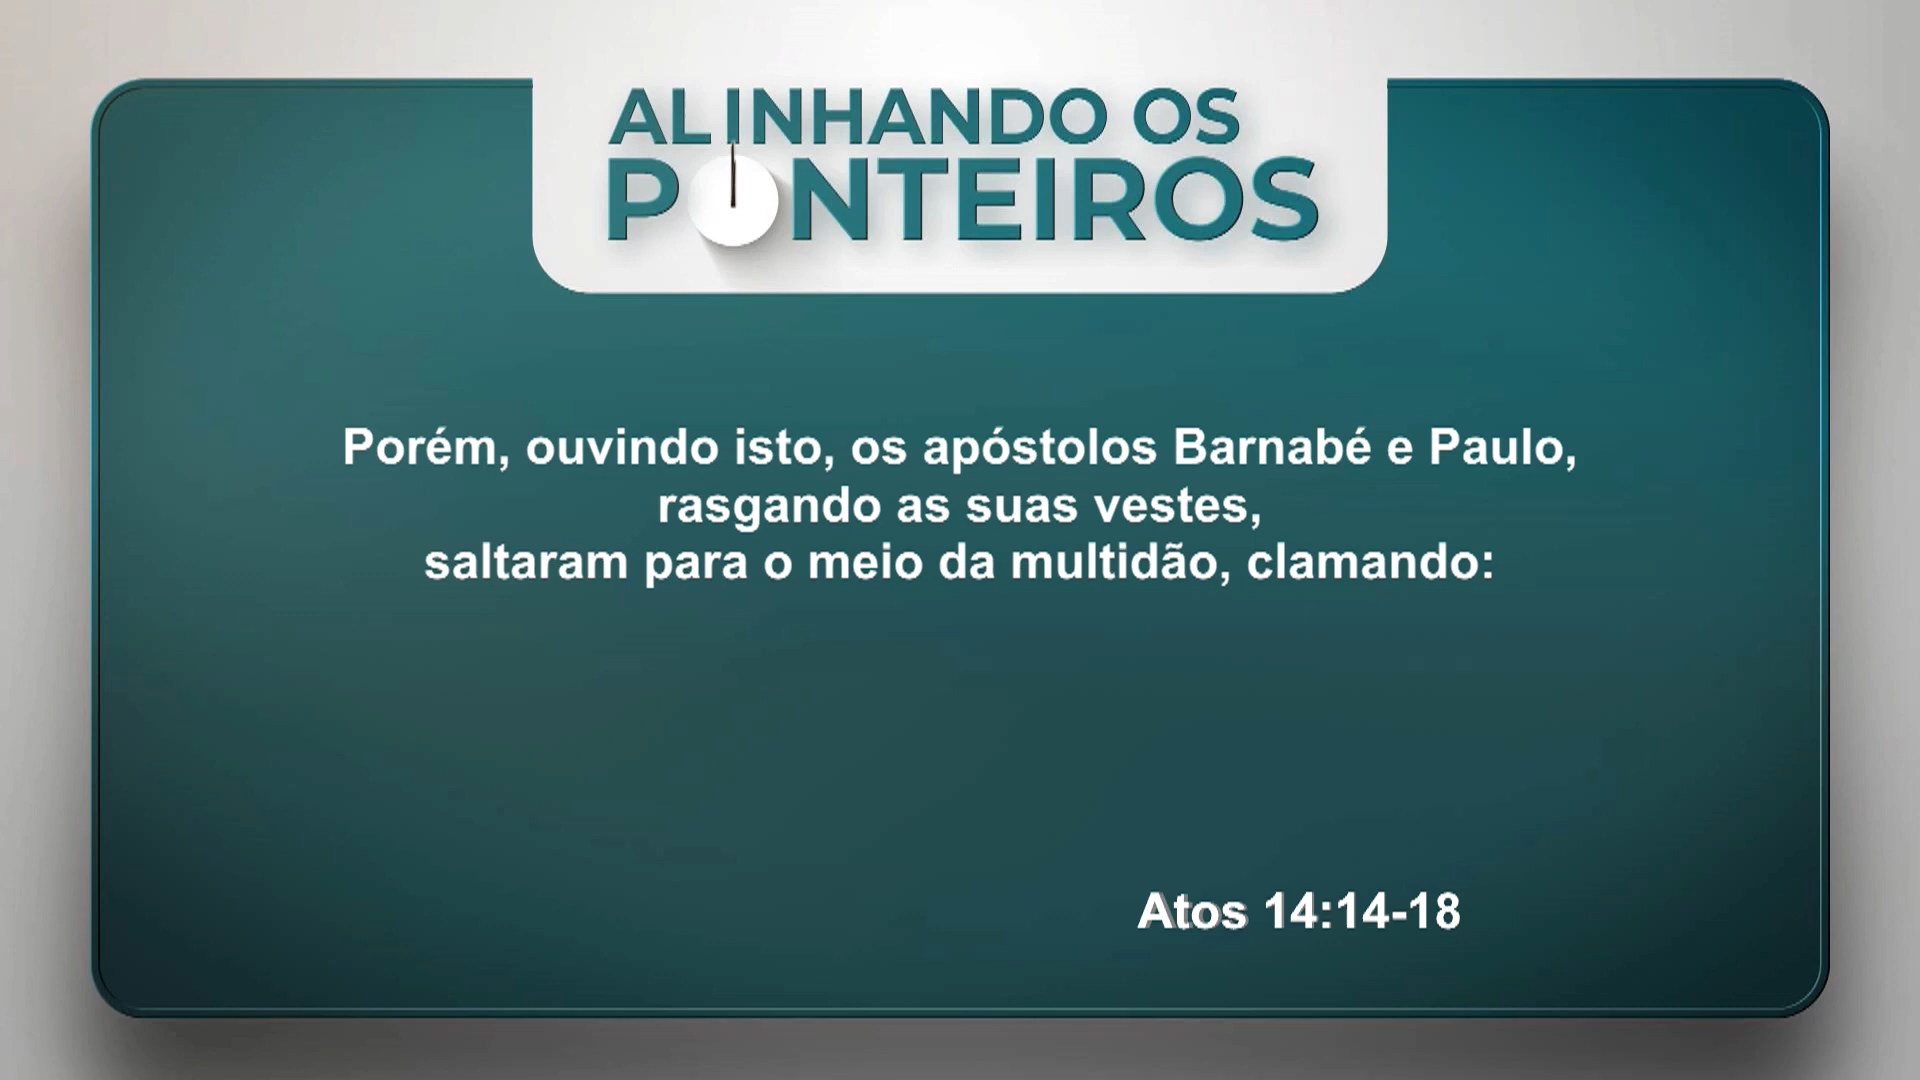 ALINHANDO OS
PONTEIROS
Porém, ouvindo isto, os apóstolos Barnabé e Paulo,
rasgando as suas vestes,
saltaram para o meio da multidão, clamando:
Atos 14:14-18